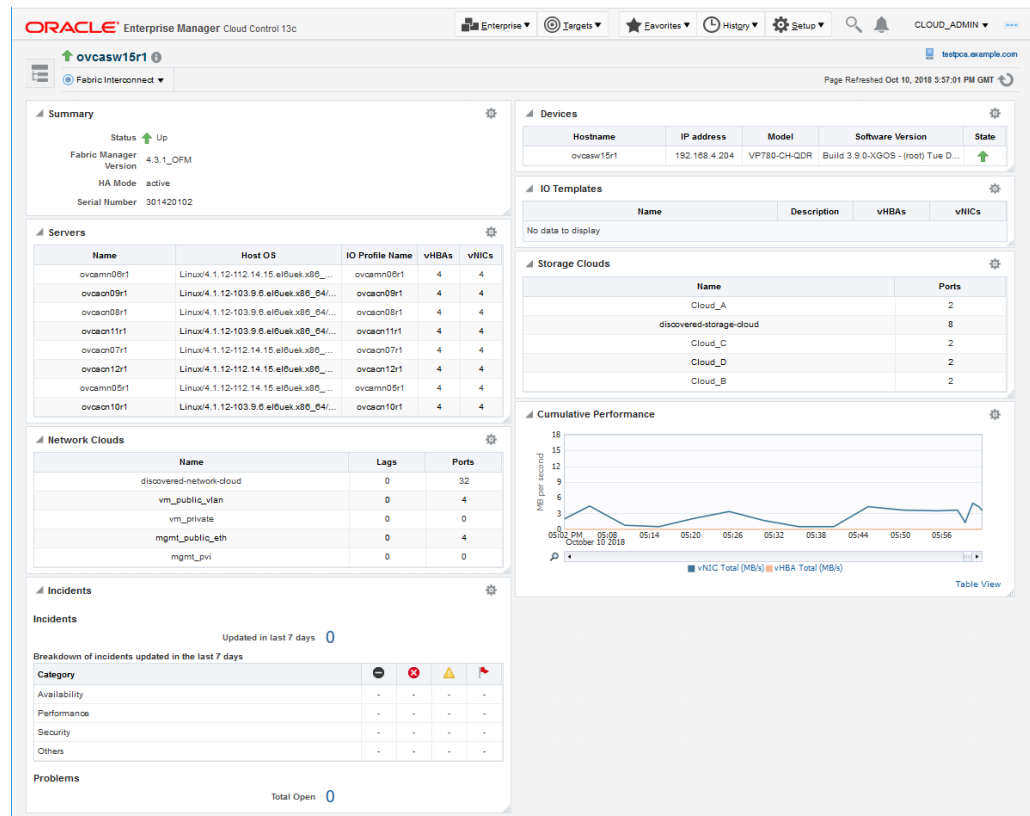 ORACLE Enterprise Manager Cloud Control 13c
Enterprise Targets Favorites History Setup CLOUD_ADMIN
ovcasw15r1
testpca.example.com
Fabric Interconnect
Page Refreshed Oct 10, 2018 5:57:01 PM GMT
Summary
Status Up
Fabric Manager Version 4.3.1_OFM
HA Mode active
Serial Number 301420102
Servers
Name Host OS IO Profile Name vHBAs vNICs
ovcamn06r1 Linux/4.1.12-112.14.15.el6uek.x86_... ovcamn06r1 4 4
ovcacn09r1 Linux/4.1.12-103.9.6.el6uek.x86_64/... ovcacn09r1 4 4
ovcacn08r1 Linux/4.1.12-103.9.6.el6uek.x86_64/... ovcacn08r1 4 4
ovcacn11r1 Linux/4.1.12-103.9.6.el6uek.x86_64/... ovcacn11r1 4 4
ovcacn07r1 Linux/4.1.12-112.14.15.el6uek.x86_... ovcacn07r1 4 4
ovcacn12r1 Linux/4.1.12-112.14.15.el6uek.x86_... ovcacn12r1 4 4
ovcamn05r1 Linux/4.1.12-112.14.15.el6uek.x86_... ovcamn05r1 4 4
ovcacn10r1 Linux/4.1.12-103.9.6.el6uek.x86_64/... ovcacn10r1 4 4
Network Clouds
Name Lags Ports
discovered-network-cloud 0 32
vm_public_vlan 0 4
vm_private 0 0
mgmt_public_eth 0 4
mgmt_pvi 0 0
Incidents
Incidents
Updated in last 7 days 0
Breakdown of incidents updated in the last 7 days
Category
Availability - - - -
Performance - - - -
Security - - - -
Others - - - -
Problems
Total Open 0
Devices
Hostname IP address Model Software Version State
ovcasw15r1 192.168.4.204 VP780-CH-QDR Build 3.9.0-XGOS - (root) Tue D...
IO Templates
Name Description vHBAs vNICs
No data to display
Storage Clouds
Name Ports
Cloud_A 2
discovered-storage-cloud 8
Cloud_C 2
Cloud_D 2
Cloud_B 2
Cumulative Performance
MB per second
18
15
12
9
6
3
0
05:02 PM 05:08 05:14 05:20 05:26 05:32 05:38 05:44 05:50 05:56
October 10 2018
vNIC Total (MB/s) vHBA Total (MB/s)
Table View